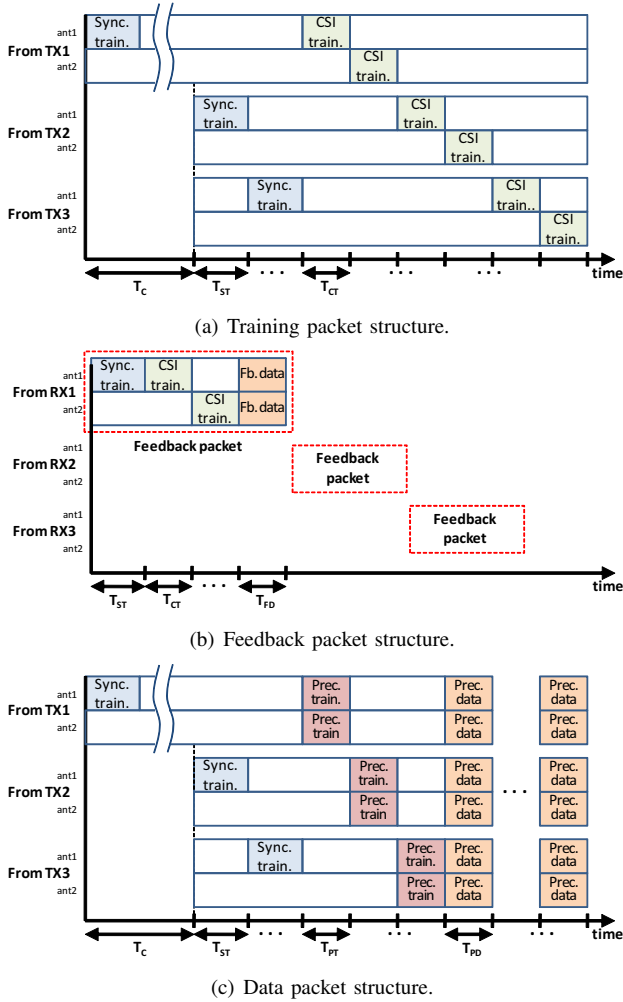 ant1 Sync. CSI
From TX1 train. train.
ant2 CSI
train.
ant1 Sync. CSI
From TX2 train. train.
ant2 CSI
train.
ant1 Sync. CSI
From TX3 train. train..
ant2 CSI
train.
time
T_C T_ST ... T_CT ... ...
(a) Training packet structure.
ant1 Sync. CSI Fb. data
From RX1 train. train.
ant2 CSI Fb. data
train.
Feedback packet
ant1
From RX2 Feedback
ant2 packet
ant1
From RX3 Feedback
ant2 packet
time
T_ST T_CT ... T_FD
(b) Feedback packet structure.
ant1 Sync. Prec. Prec. Prec.
From TX1 train. train. data data
ant2 Prec. Prec. Prec.
train data data
ant1 Sync. Prec. Prec. Prec.
From TX2 train. train. data ... data
ant2 Prec. Prec. Prec.
train data data
ant1 Sync. Prec. Prec. Prec.
From TX3 train. train. data data
ant2 Prec. Prec. Prec.
train data data
time
T_C T_ST ... T_PT ... T_PD ...
(c) Data packet structure.